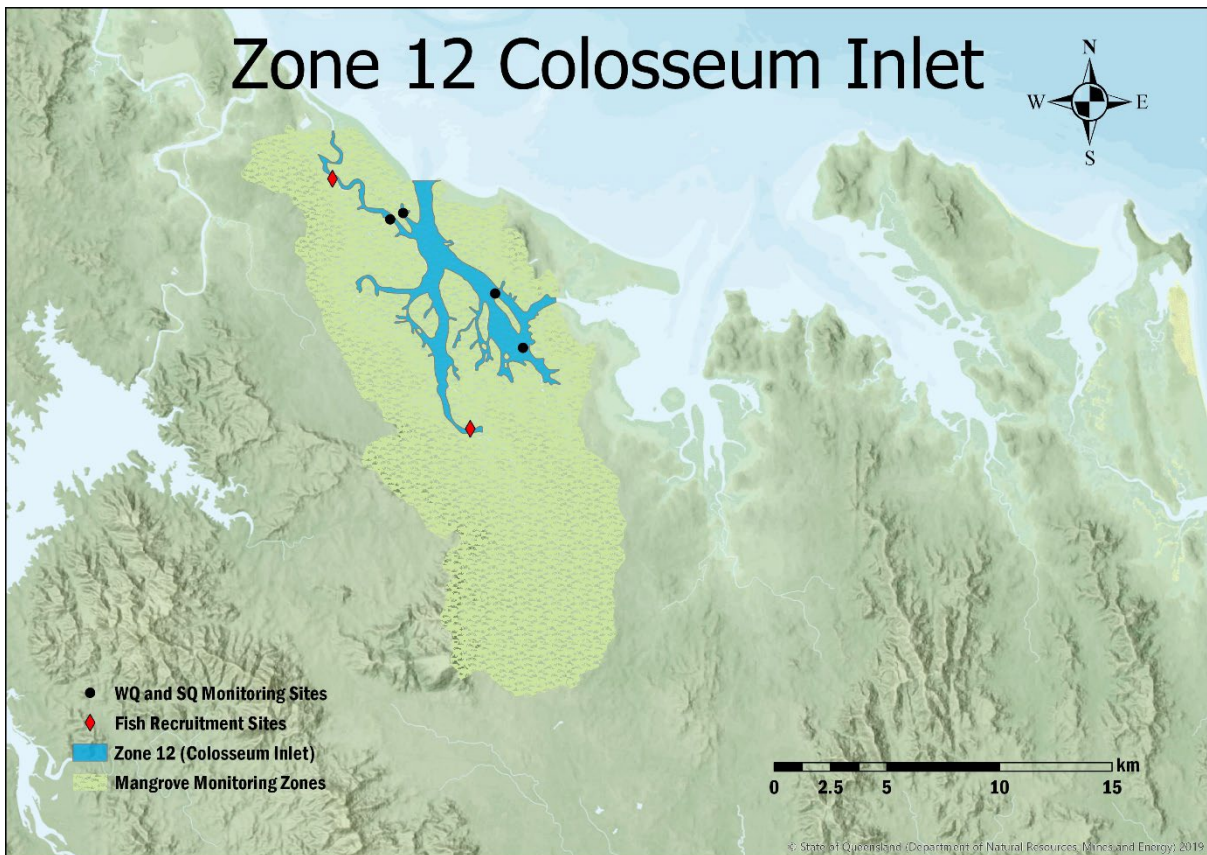 Zone 12 Colosseum Inlet
N
W E
S
WQ and SQ Monitoring Sites
Fish Recruitment Sites
Zone 12 (Colosseum Inlet)
Mangrove Monitoring Zones
km
0 2.5 5 10 15
© State of Queensland (Department of Natural Resources, Mines and Energy) 2019